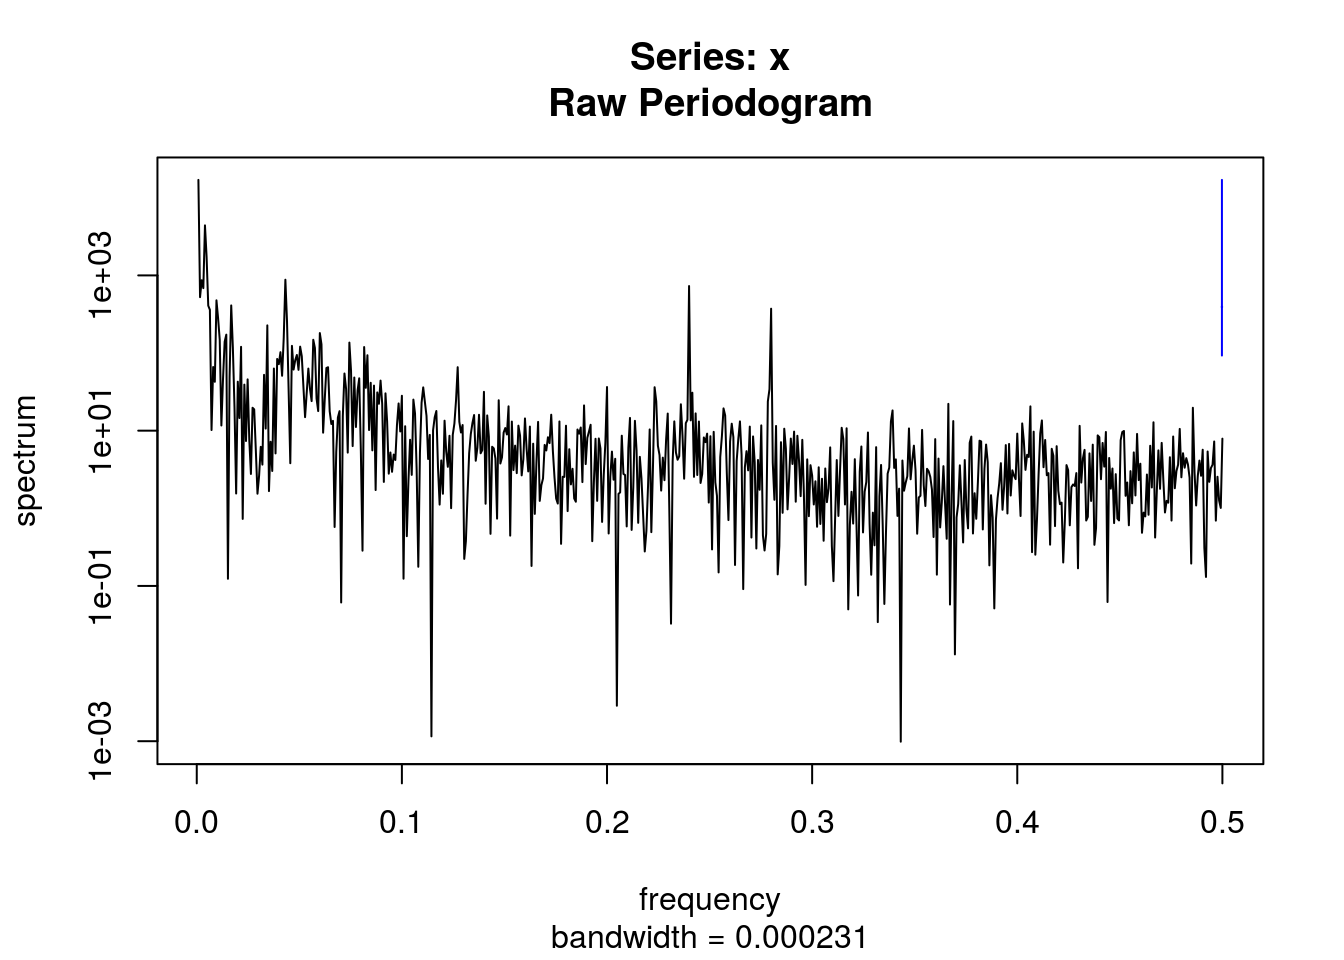 Series: x
Raw Periodogram
spectrum
1e+03
1e+01
1e-01
1e-03
0.0 0.1 0.2 0.3 0.4 0.5
frequency
bandwidth = 0.000231